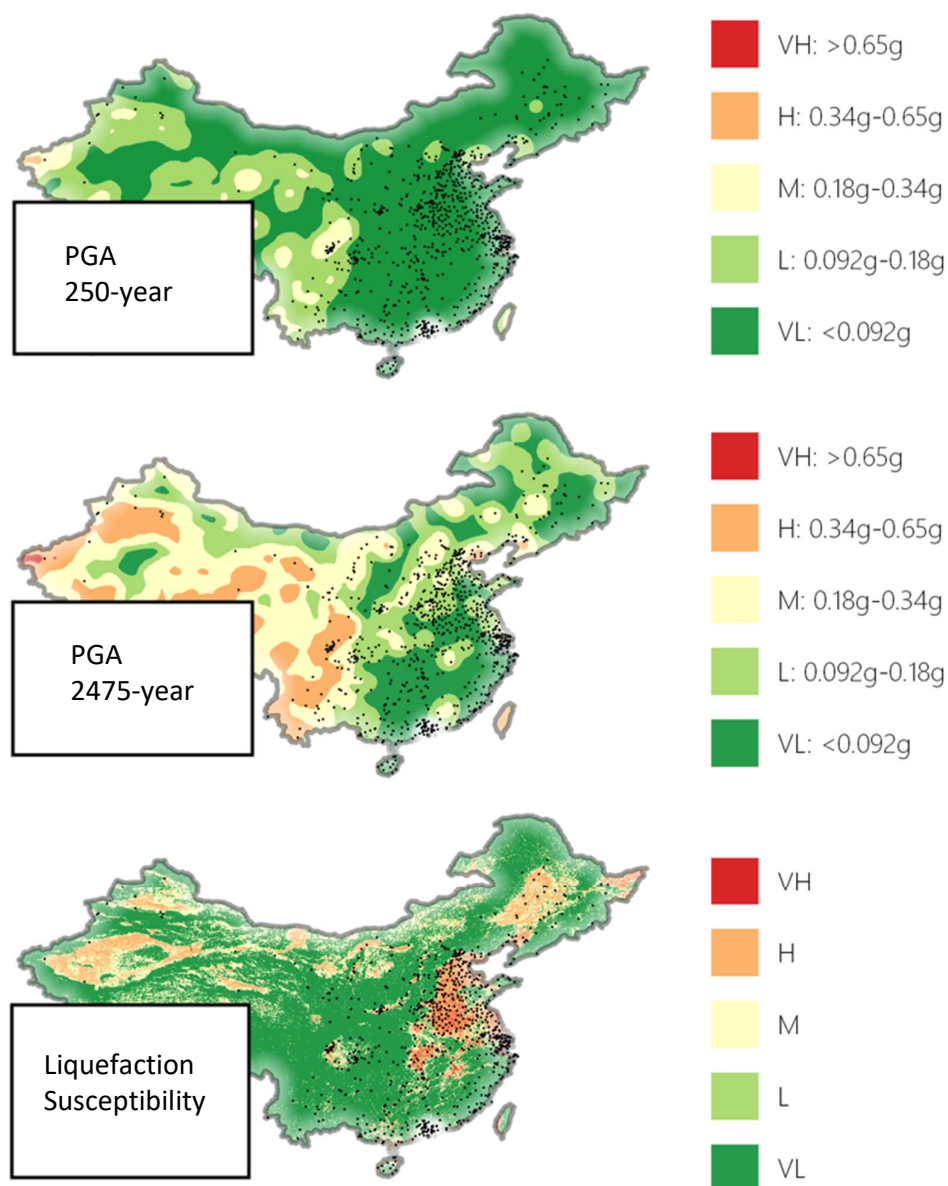 VH: >0.65g
H: 0.34g-0.65g
M: 0.18g-0.34g
L: 0.092g-0.18g
VL: <0.092g
PGA
250-year
VH: >0.65g
H: 0.34g-0.65g
M: 0.18g-0.34g
L: 0.092g-0.18g
VL: <0.092g
PGA
2475-year
VH
H
M
L
VL
Liquefaction
Susceptibility